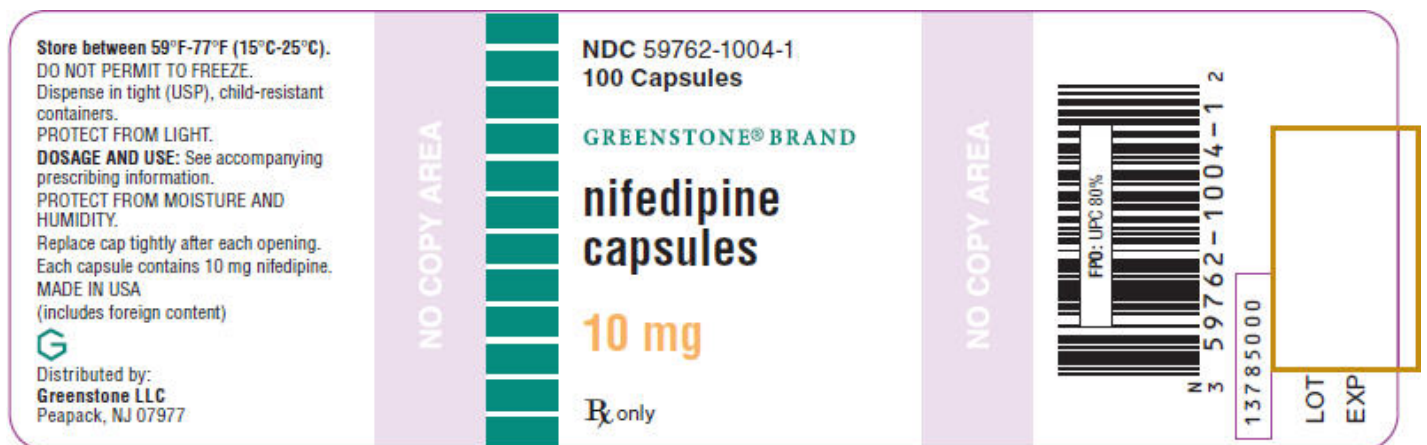 Store between 59°F-77°F (15°C-25°C).
DO NOT PERMIT TO FREEZE.
Dispense in tight (USP), child-resistant
containers.
PROTECT FROM LIGHT.
DOSAGE AND USE: See accompanying
prescribing information.
PROTECT FROM MOISTURE AND
HUMIDITY.
Replace cap tightly after each opening.
Each capsule contains 10 mg nifedipine.
MADE IN USA
(includes foreign content)
G
Distributed by:
Greenstone LLC
Peapack, NJ 07977
NO COPY AREA
NDC 59762-1004-1
100 Capsules
GREENSTONE® BRAND
nifedipine
capsules
10 mg
℞ only
NO COPY AREA
FPO: UPC 80%
N
3 59762-1004-1 2
13785000
LOT
EXP